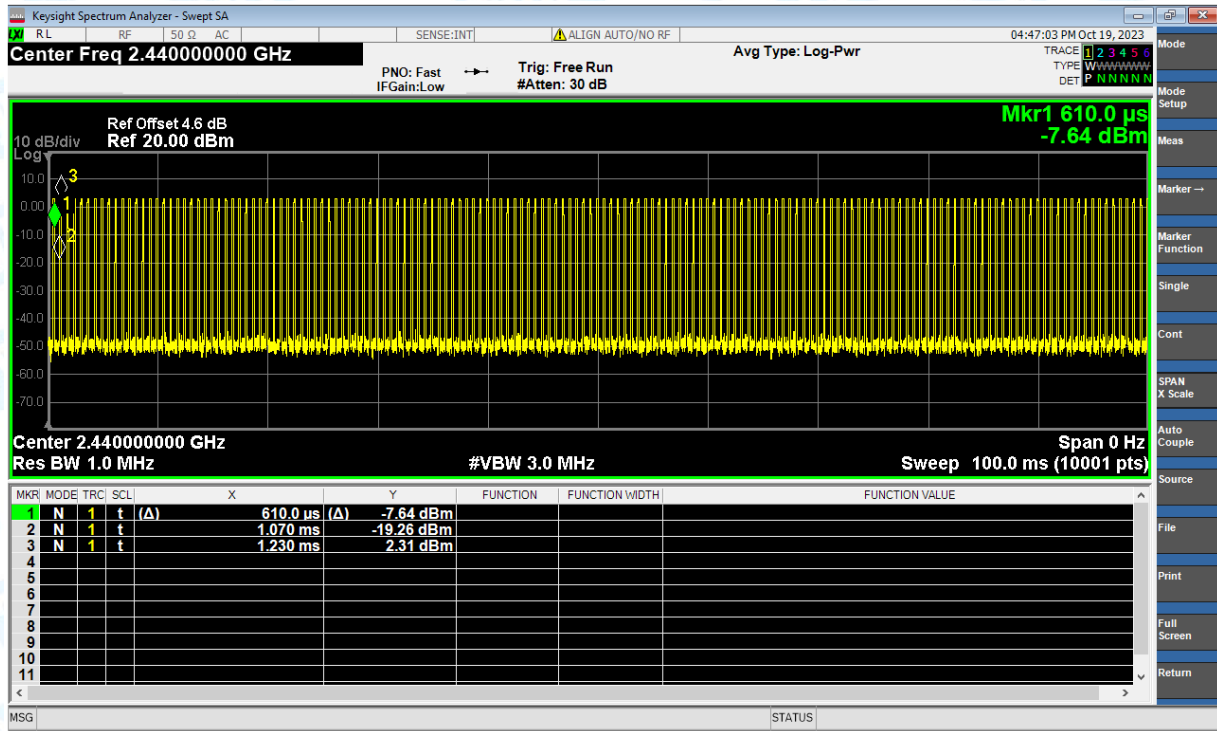 Keysight Spectrum Analyzer - Swept SA
LXI RL RF 50 Ω AC SENSE:INT ALIGN AUTO/NO RF 04:47:03 PM Oct 19, 2023
Center Freq 2.440000000 GHz
Avg Type: Log-Pwr
TRACE 1 2 3 4 5 6
PNO: Fast Trig: Free Run
TYPE WWWWWW
IFGain:Low #Atten: 30 dB
DET P N N N N N
Mkr1 610.0 µs
-7.64 dBm
Ref Offset 4.6 dB
10 dB/div Ref 20.00 dBm
Log
10.0
0.00
-10.0
-20.0
-30.0
-40.0
-50.0
-60.0
-70.0
3
1
2
Center 2.440000000 GHz Span 0 Hz
Res BW 1.0 MHz #VBW 3.0 MHz Sweep 100.0 ms (10001 pts)
MKR MODE TRC SCL X Y FUNCTION FUNCTION WIDTH FUNCTION VALUE
1 N 1 t (Δ) 610.0 µs (Δ) -7.64 dBm
2 N 1 t 1.070 ms -19.26 dBm
3 N 1 t 1.230 ms 2.31 dBm
4
5
6
7
8
9
10
11
MSG STATUS
Mode
Mode
Setup
Meas
Marker →
Marker
Function
Single
Cont
SPAN
X Scale
Auto
Couple
Source
File
Print
Full
Screen
Return